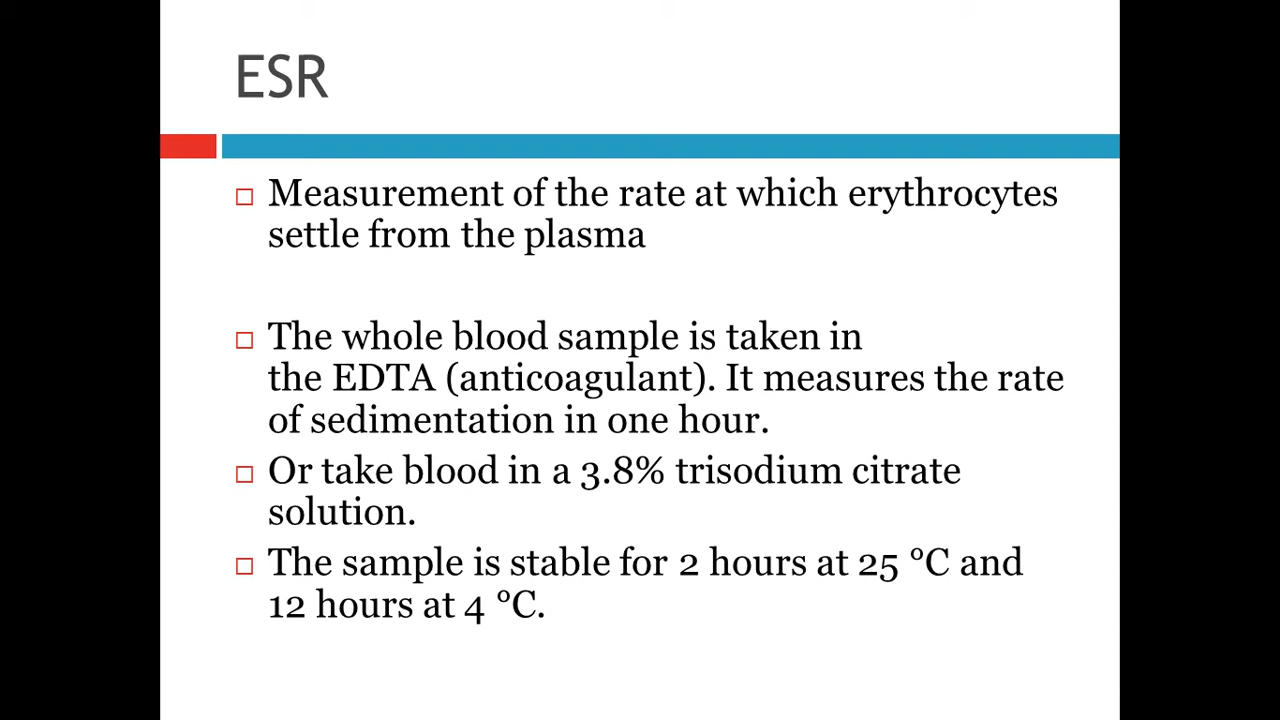 ESR
Measurement of the rate at which erythrocytes
settle from the plasma
The whole blood sample is taken in
the EDTA (anticoagulant). It measures the rate
of sedimentation in one hour.
Or take blood in a 3.8% trisodium citrate
solution.
The sample is stable for 2 hours at 25 °C and
12 hours at 4 °C.